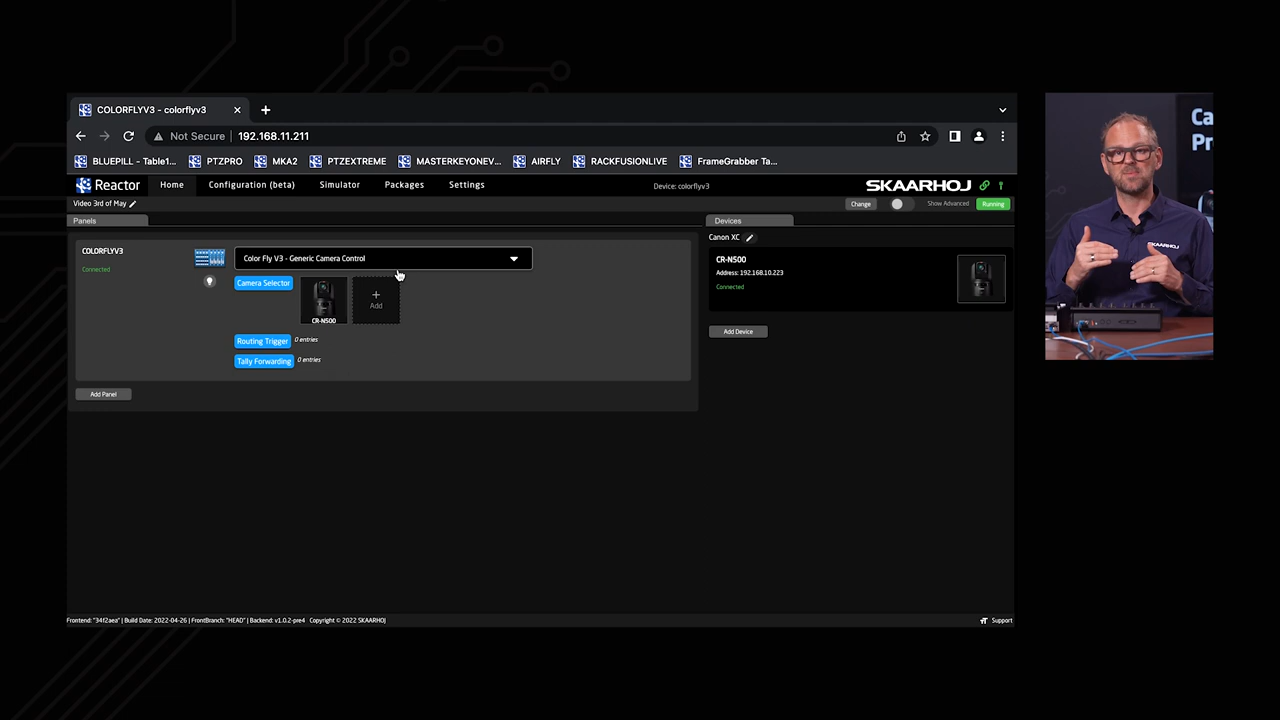 COLORFLYV3 - colorflyv3
Not Secure 192.168.11.211
BLUEPILL - Table1... PTZPRO MKA2 PTZEXTREME MASTERKEYONEV... AIRFLY RACKFUSIONLIVE FrameGrabber Ta...
Reactor Home Configuration (beta) Simulator Packages Settings Device: colorflyv3 SKAARHOJ
Video 3rd of May Change Show Advanced Running
Panels Devices
Canon XC
COLORFLYV3
Connected
Color Fly V3 - Generic Camera Control
Camera Selector
CR-N500
Add
Routing Trigger 0 entries
Tally Forwarding 0 entries
Add Panel
CR-N500
Address: 192.168.10.223
Connected
Add Device
Frontend: "34f2aea" | Build Date: 2022-04-26 | FrontBranch: "HEAD" | Backend: v1.0.2-pre4 Copyright © 2022 SKAARHOJ
Support
Ca
Pr
SKAARHOJ